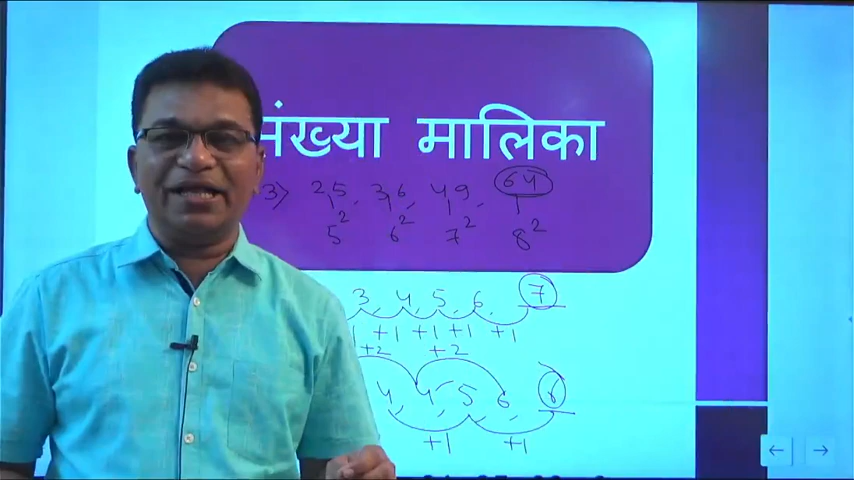 संख्या मालिका
3) 25, 36, 49, 64
5² 6² 7² 8²
3, 4, 5, 6, 7
+1 +1 +1 +1
+2 +2
4, 4, 5, 6, 6
+1 +1